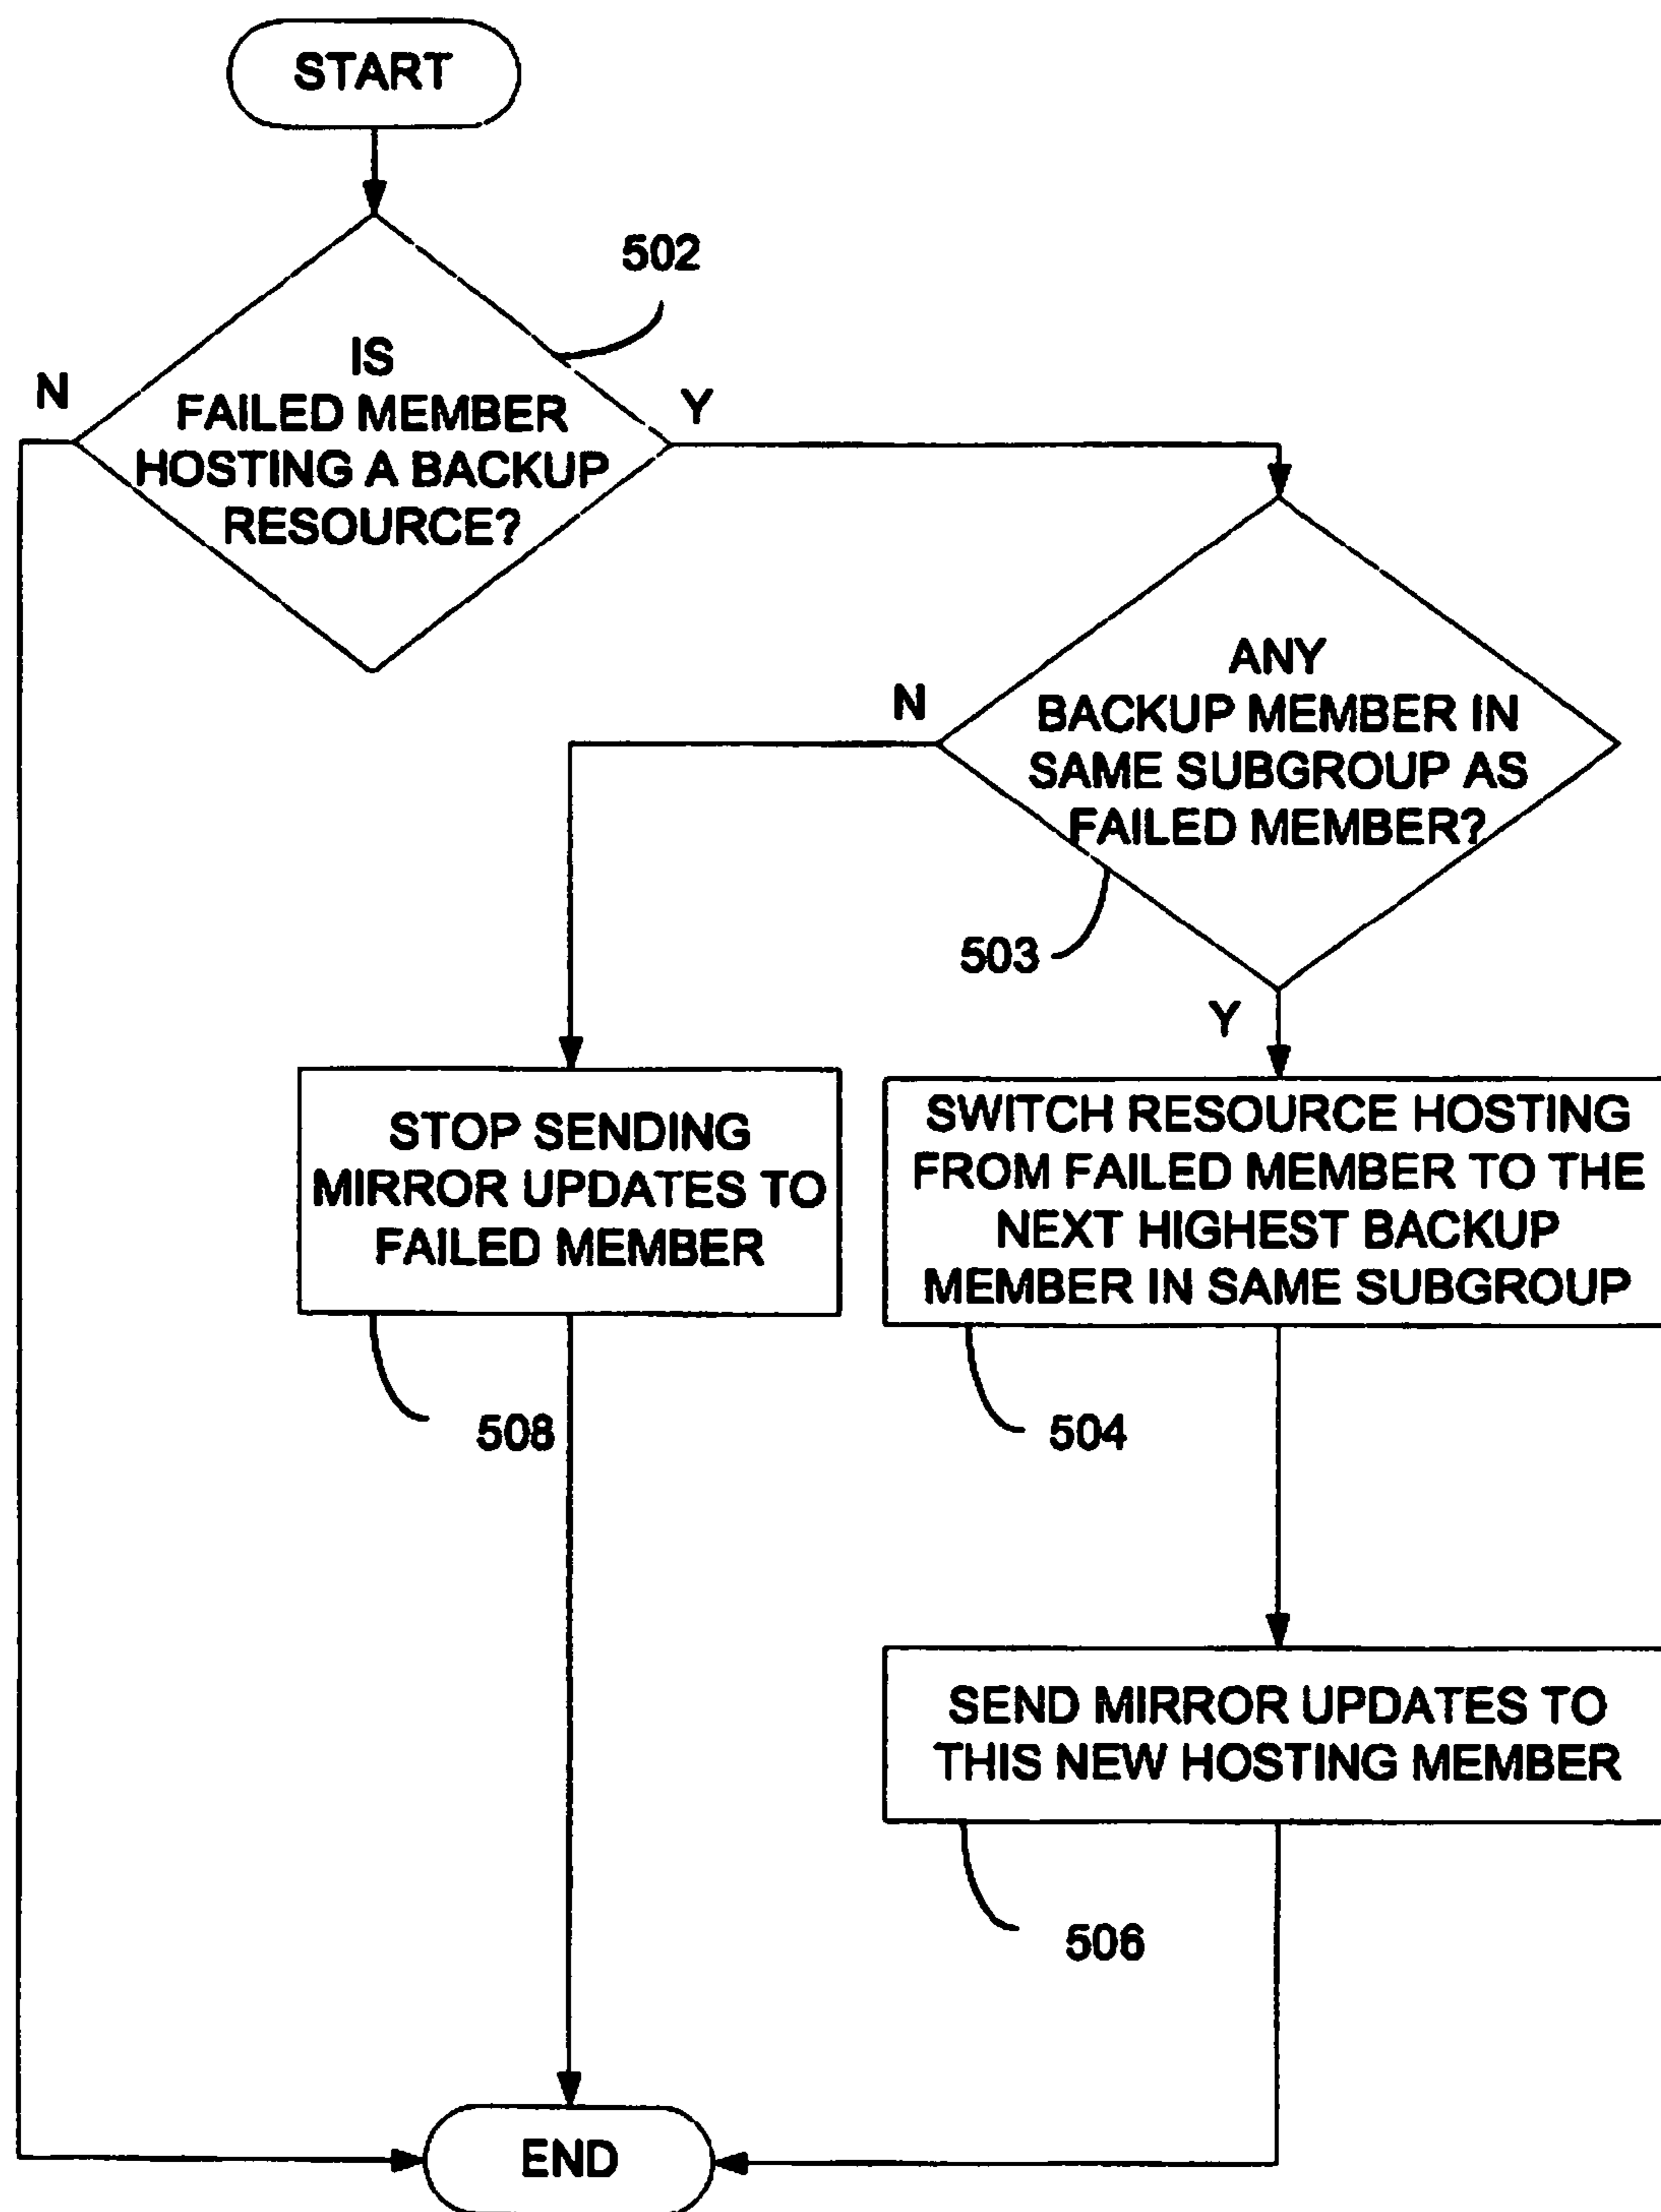 START
502
IS
FAILED MEMBER
HOSTING A BACKUP
RESOURCE?
N
Y
ANY
BACKUP MEMBER IN
SAME SUBGROUP AS
FAILED MEMBER?
N
503
Y
STOP SENDING
MIRROR UPDATES TO
FAILED MEMBER
508
SWITCH RESOURCE HOSTING
FROM FAILED MEMBER TO THE
NEXT HIGHEST BACKUP
MEMBER IN SAME SUBGROUP
504
SEND MIRROR UPDATES TO
THIS NEW HOSTING MEMBER
506
END